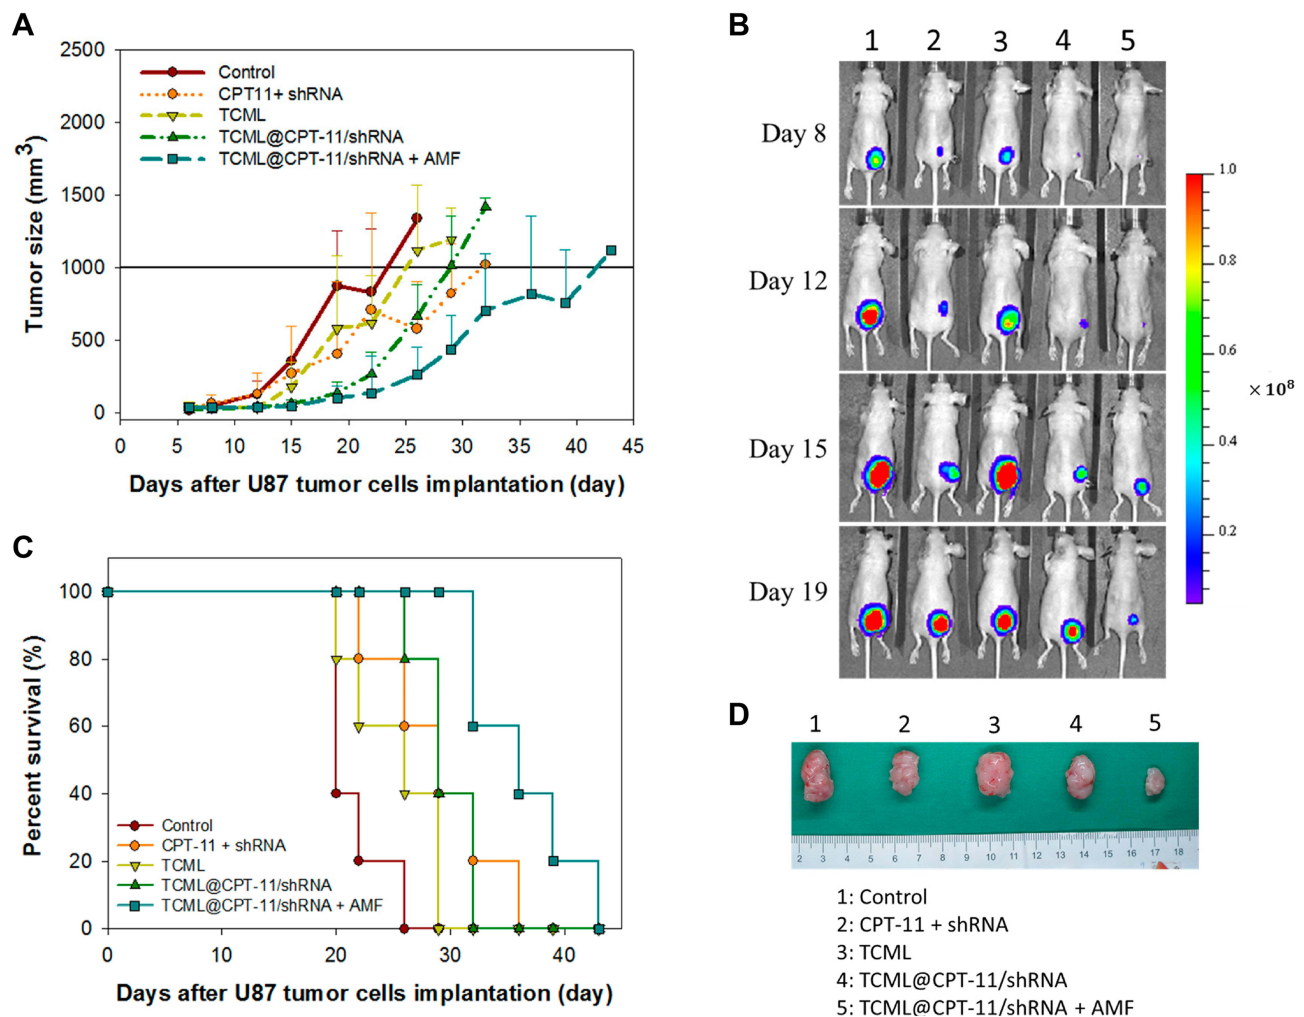 A
2500
2000
1500
1000
500
0
Tumor size (mm³)
Control
CPT11+ shRNA
TCML
TCML@CPT-11/shRNA
TCML@CPT-11/shRNA + AMF
0 5 10 15 20 25 30 35 40 45
Days after U87 tumor cells implantation (day)
B
1 2 3 4 5
Day 8
Day 12
Day 15
Day 19
1.0
0.8
0.6
0.4
0.2
× 10⁸
C
100
80
60
40
20
0
Percent survival (%)
Control
CPT-11 + shRNA
TCML
TCML@CPT-11/shRNA
TCML@CPT-11/shRNA + AMF
0 10 20 30 40
Days after U87 tumor cells implantation (day)
D
1 2 3 4 5
2 3 4 5 6 7 8 9 10 11 12 13 14 15 16 17 18
1: Control
2: CPT-11 + shRNA
3: TCML
4: TCML@CPT-11/shRNA
5: TCML@CPT-11/shRNA + AMF